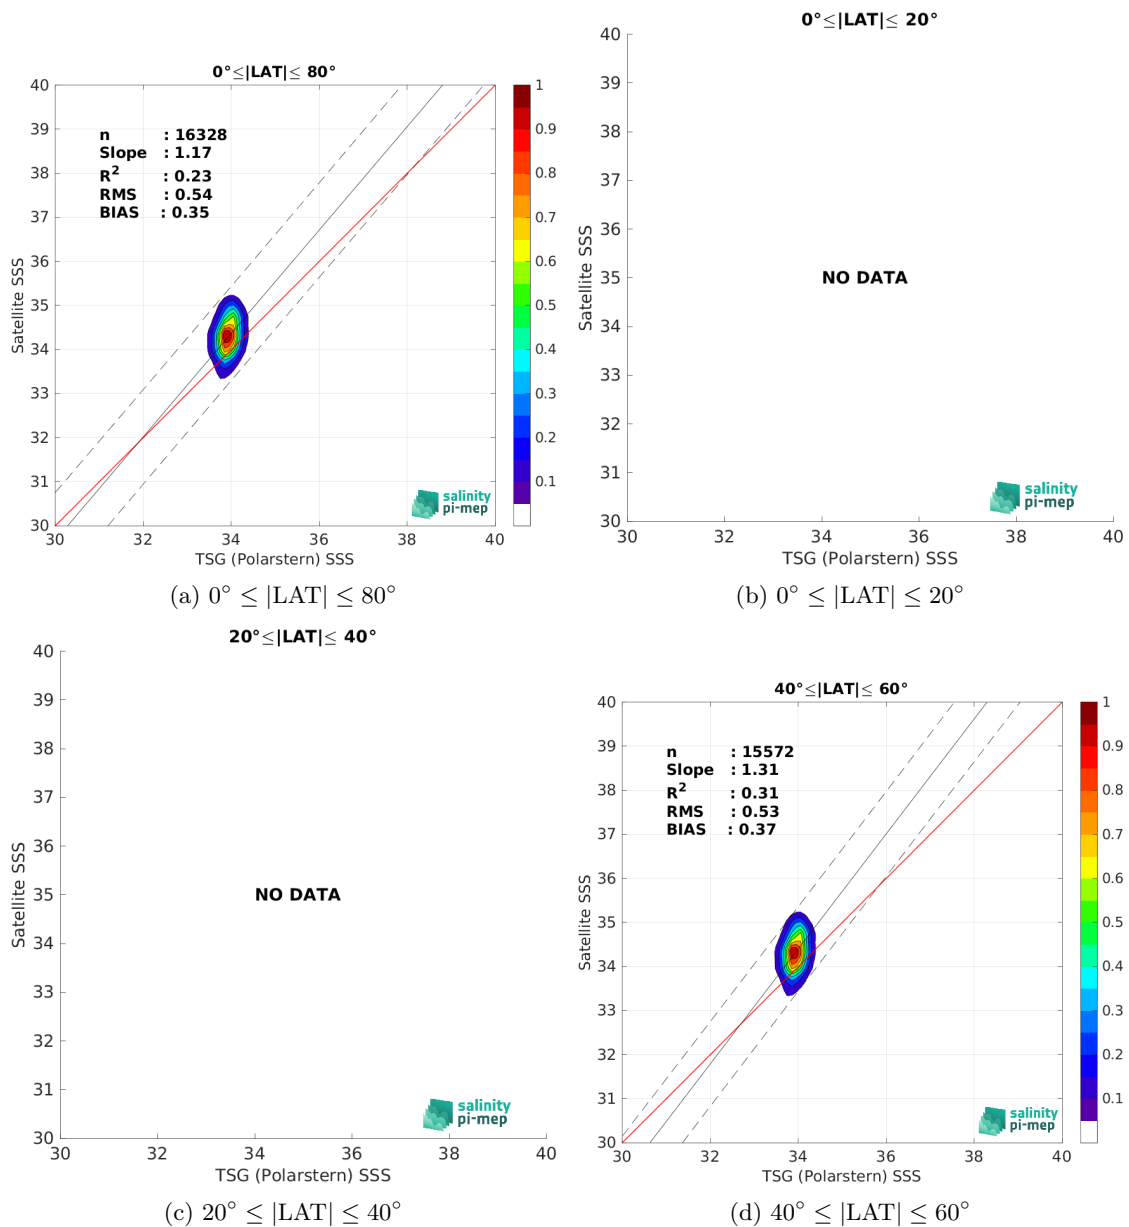 0°≤|LAT|≤ 80°
40
39
38
37
36
35
34
33
32
31
30
Satellite SSS
n : 16328
Slope : 1.17
R² : 0.23
RMS : 0.54
BIAS : 0.35
salinity
pi-mep
30 32 34 36 38 40
TSG (Polarstern) SSS
1
0.9
0.8
0.7
0.6
0.5
0.4
0.3
0.2
0.1
(a) 0° ≤ |LAT| ≤ 80°
0°≤|LAT|≤ 20°
40
39
38
37
36
35
34
33
32
31
30
Satellite SSS
NO DATA
salinity
pi-mep
30 32 34 36 38 40
TSG (Polarstern) SSS
(b) 0° ≤ |LAT| ≤ 20°
20°≤|LAT|≤ 40°
40
39
38
37
36
35
34
33
32
31
30
Satellite SSS
NO DATA
salinity
pi-mep
30 32 34 36 38 40
TSG (Polarstern) SSS
(c) 20° ≤ |LAT| ≤ 40°
40°≤|LAT|≤ 60°
40
39
38
37
36
35
34
33
32
31
30
Satellite SSS
n : 15572
Slope : 1.31
R² : 0.31
RMS : 0.53
BIAS : 0.37
salinity
pi-mep
30 32 34 36 38 40
TSG (Polarstern) SSS
1
0.9
0.8
0.7
0.6
0.5
0.4
0.3
0.2
0.1
(d) 40° ≤ |LAT| ≤ 60°